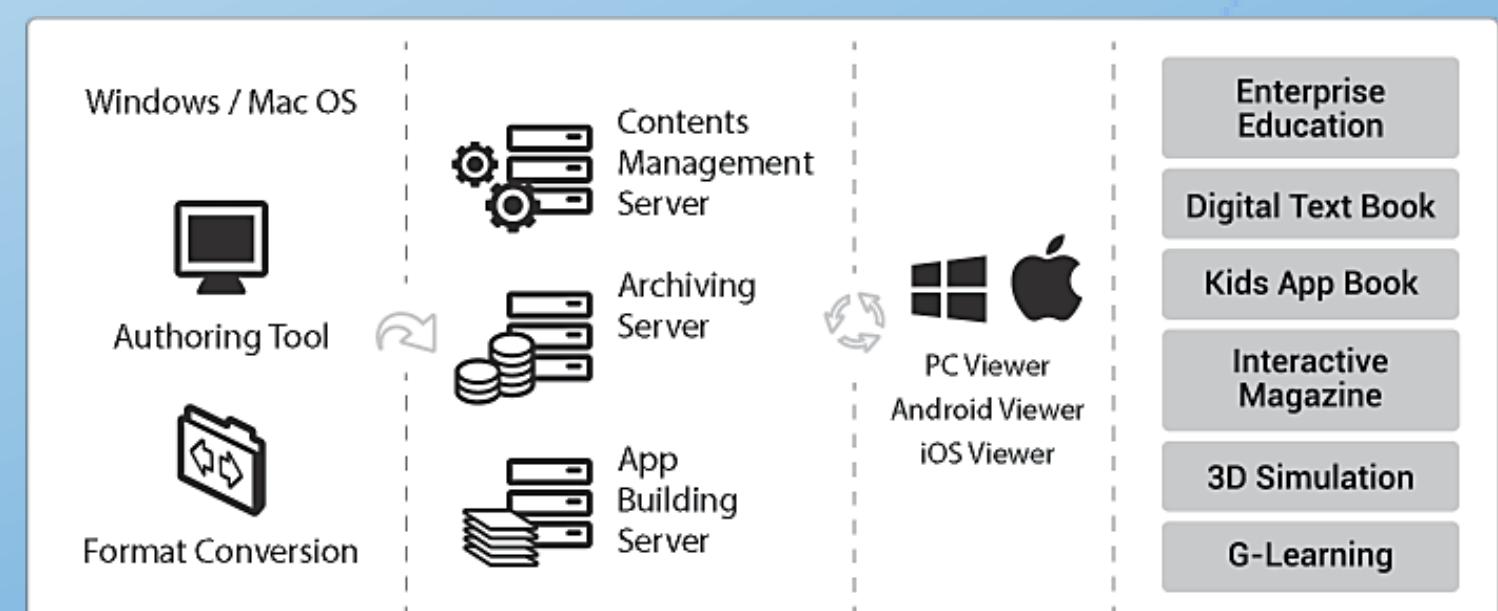 Windows / Mac OS
Authoring Tool
Format Conversion
Contents
Management
Server
Archiving
Server
App
Building
Server
PC Viewer
Android Viewer
iOS Viewer
Enterprise
Education
Digital Text Book
Kids App Book
Interactive
Magazine
3D Simulation
G-Learning